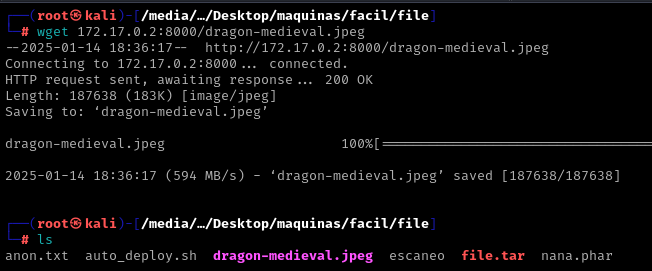 ┌──(root㉿kali)-[/media/…/Desktop/maquinas/facil/file]
└─# wget 172.17.0.2:8000/dragon-medieval.jpeg
--2025-01-14 18:36:17--  http://172.17.0.2:8000/dragon-medieval.jpeg
Connecting to 172.17.0.2:8000... connected.
HTTP request sent, awaiting response... 200 OK
Length: 187638 (183K) [image/jpeg]
Saving to: ‘dragon-medieval.jpeg’
dragon-medieval.jpeg 100%[===================================
2025-01-14 18:36:17 (594 MB/s) - ‘dragon-medieval.jpeg’ saved [187638/187638]
┌──(root㉿kali)-[/media/…/Desktop/maquinas/facil/file]
└─# ls
anon.txt  auto_deploy.sh  dragon-medieval.jpeg  escaneo  file.tar  nana.phar